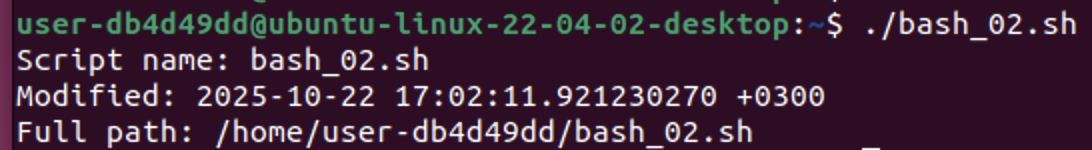 user-db4d49dd@ubuntu-linux-22-04-02-desktop:~$ ./bash_02.sh
Script name: bash_02.sh
Modified: 2025-10-22 17:02:11.921230270 +0300
Full path: /home/user-db4d49dd/bash_02.sh